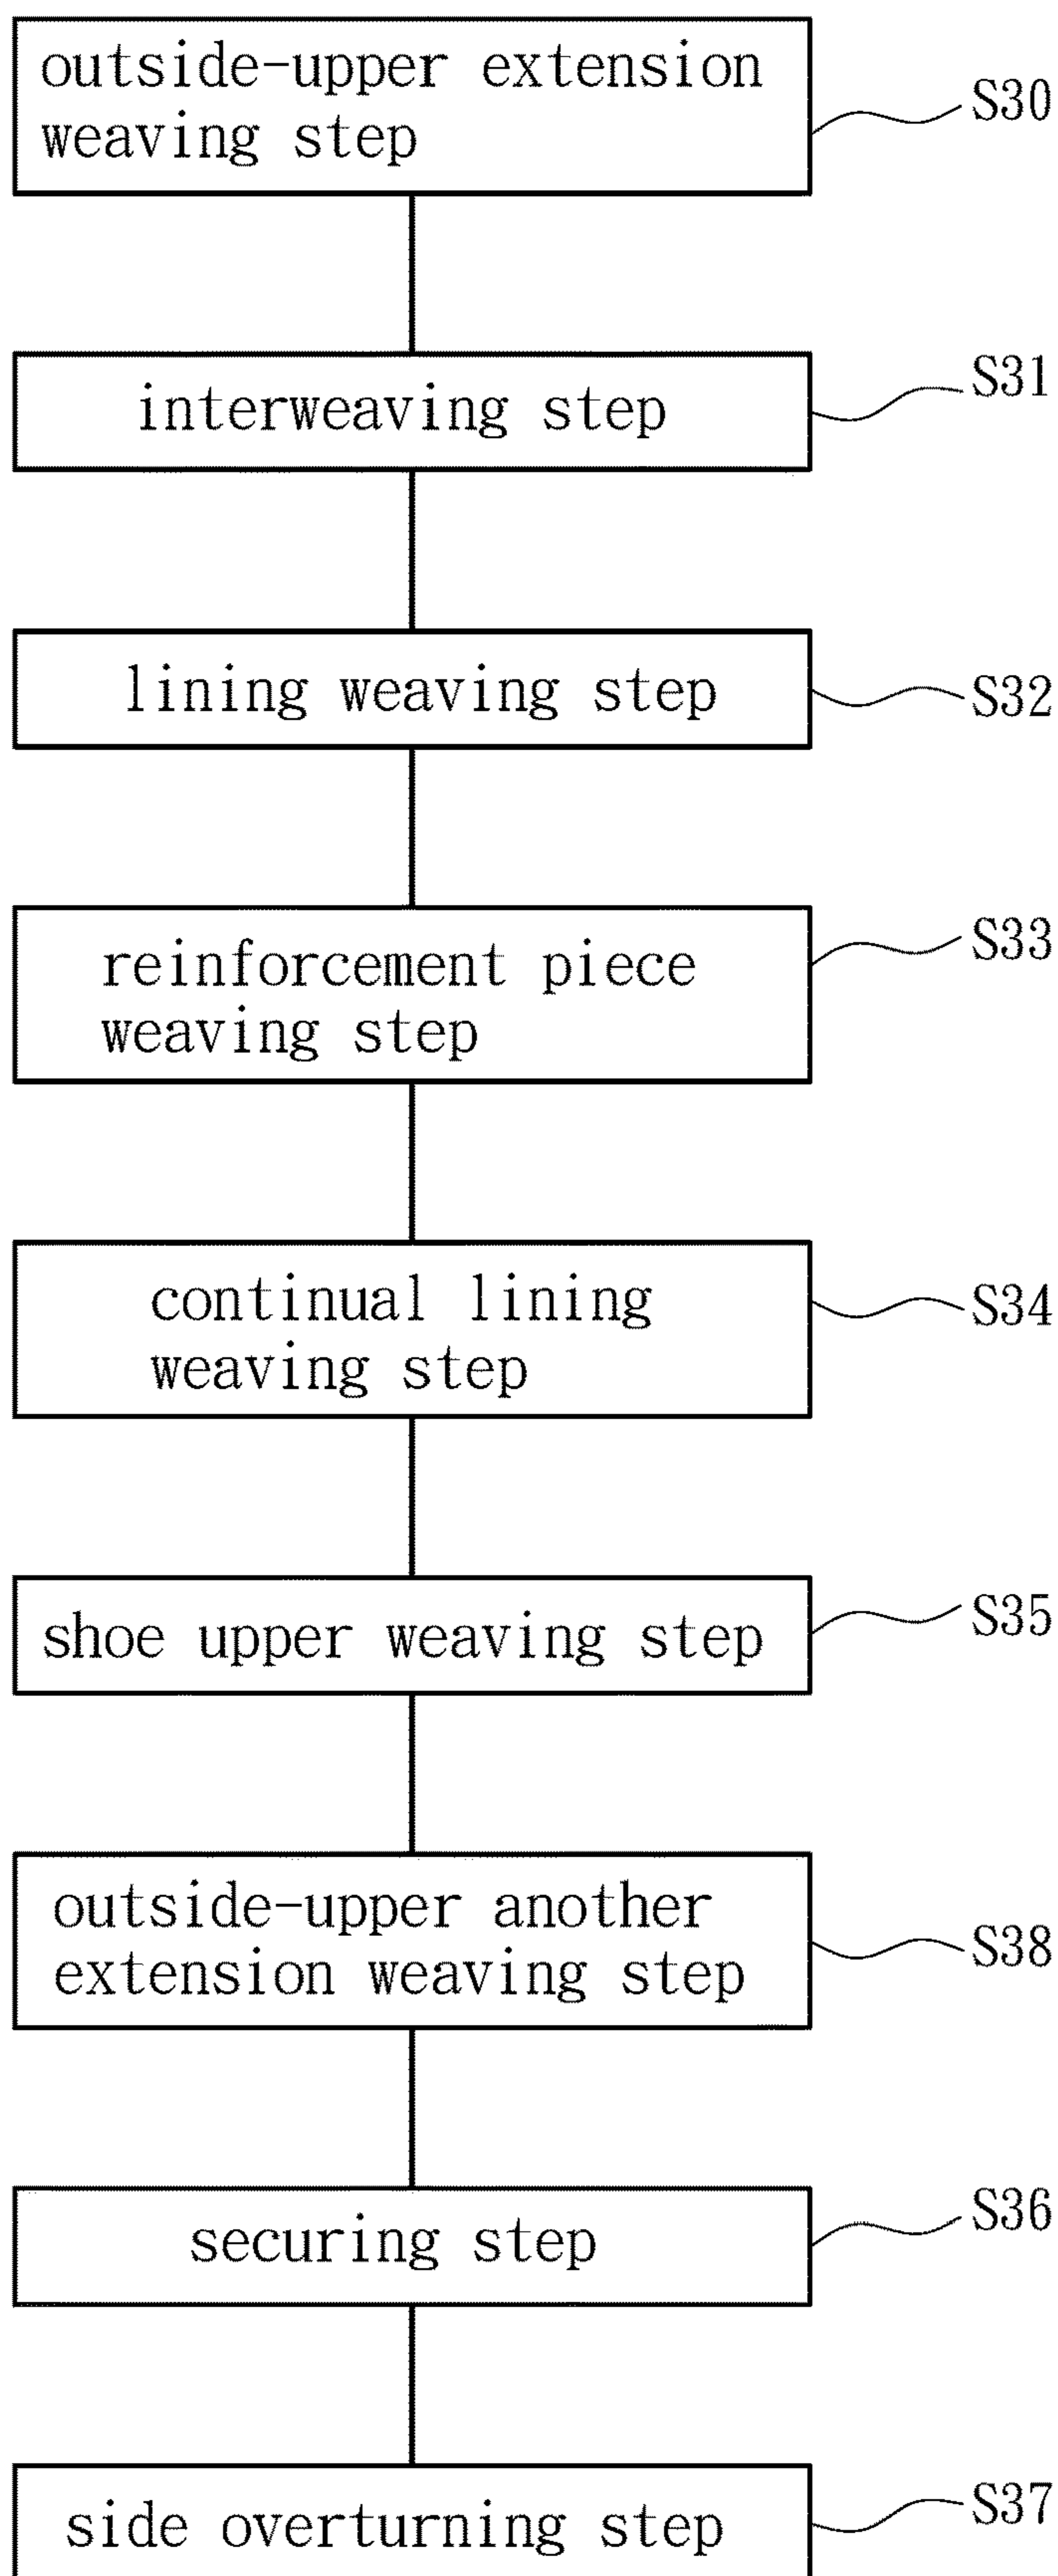 outside-upper extension
weaving step
S30
interweaving step
S31
lining weaving step
S32
reinforcement piece
weaving step
S33
continual lining
weaving step
S34
shoe upper weaving step
S35
outside-upper another
extension weaving step
S38
securing step
S36
side overturning step
S37